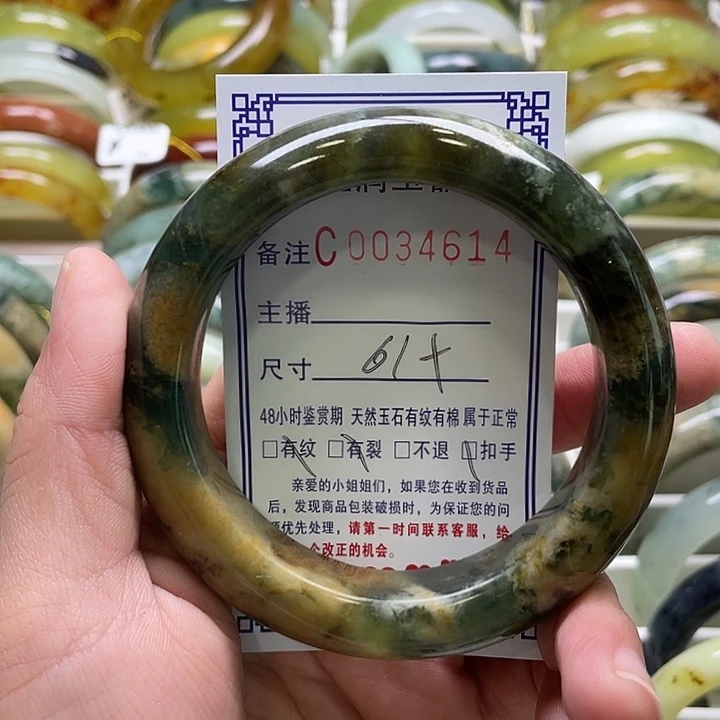 备注C0034614
主播
尺寸 61+
48小时鉴赏期 天然玉石有纹有棉 属于正常
□有纹 □有裂 □不退 □扣手
亲爱的小姐姐们，如果您在收到货品
后，发现商品包装破损时，为保证您的问
优先处理，请第一时间联系客服，给
个改正的机会。